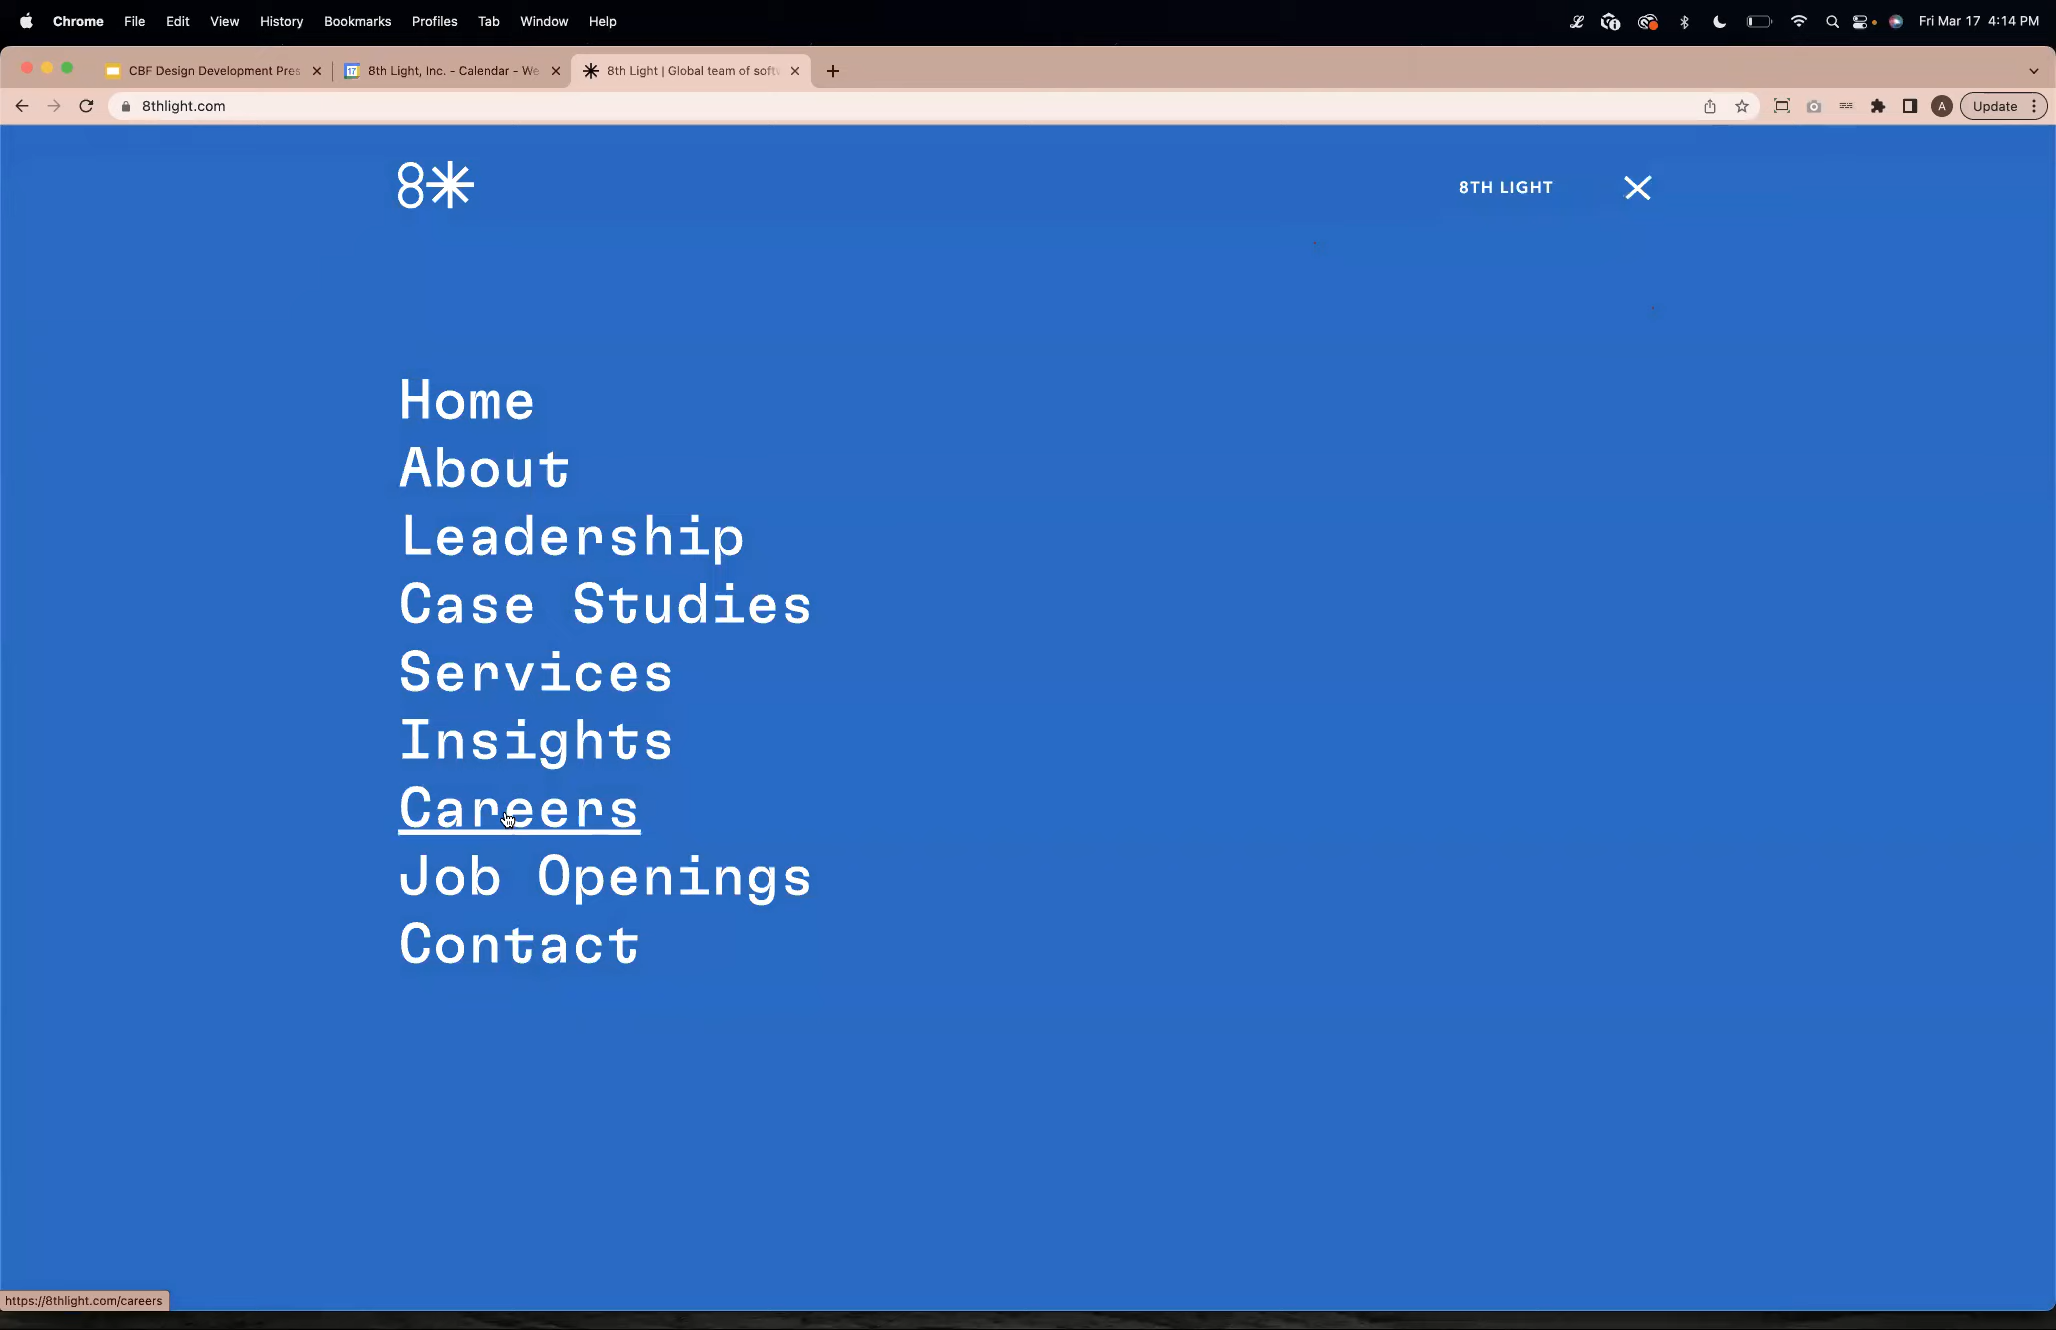 Chrome File Edit View History Bookmarks Profiles Tab Window Help Fri Mar 17 4:14 PM
CBF Design Development Pres 17 8th Light, Inc. - Calendar - We 8th Light | Global team of soft
8thlight.com A Update
8 8TH LIGHT
Home
About
Leadership
Case Studies
Services
Insights
Careers
Job Openings
Contact
https://8thlight.com/careers